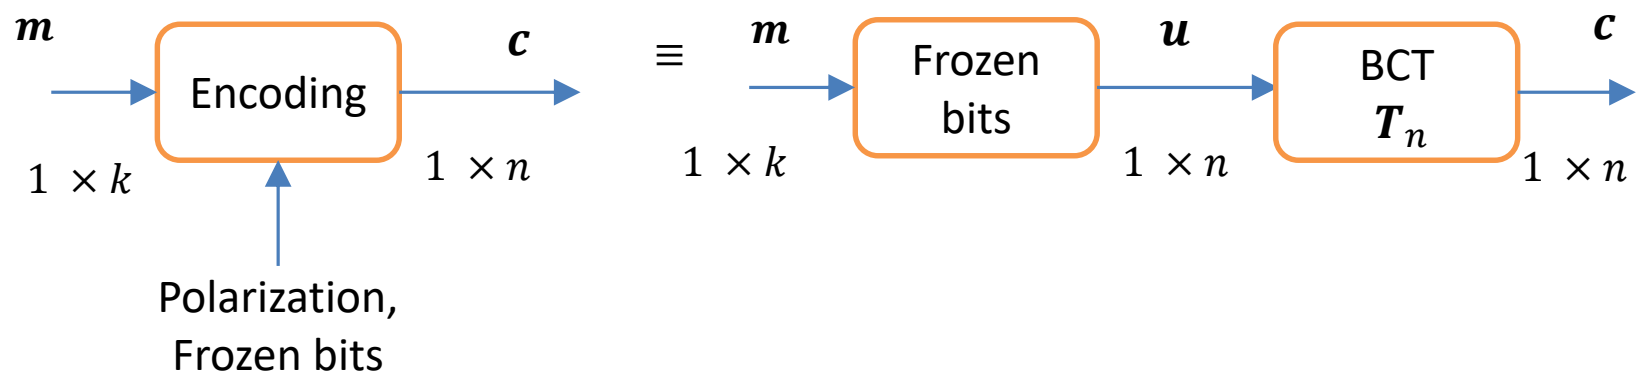 m
Encoding
c
1 × k
1 × n
Polarization,
Frozen bits
≡
m
Frozen
bits
u
BCT
Tₙ
c
1 × k
1 × n
1 × n